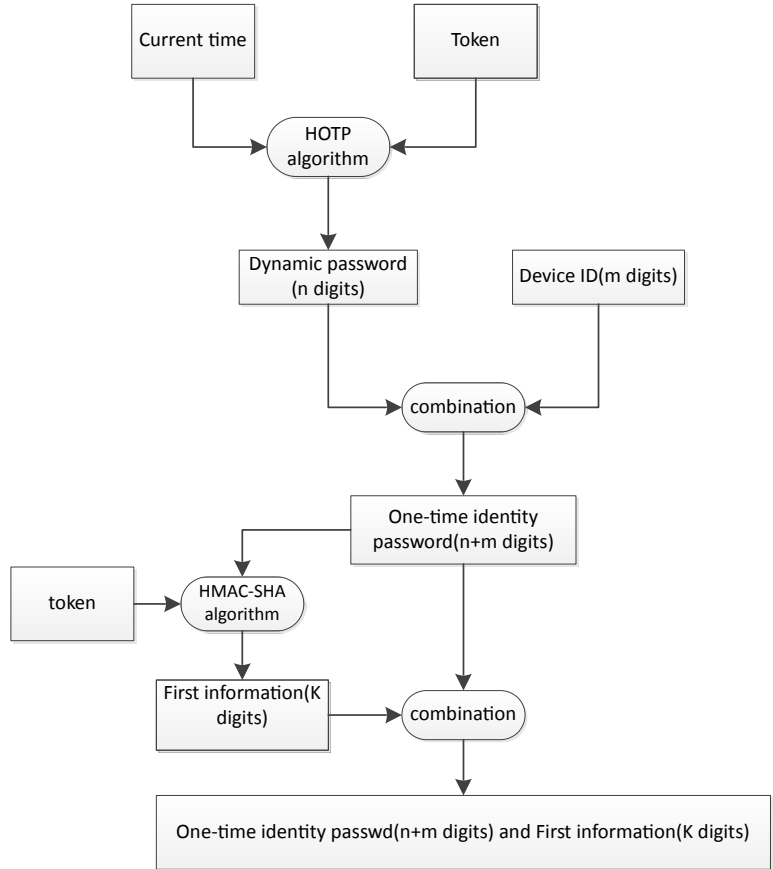 Current time
Token
HOTP
algorithm
Dynamic password
(n digits)
Device ID(m digits)
combination
One-time identity
password(n+m digits)
token
HMAC-SHA
algorithm
First information(K
digits)
combination
One-time identity passwd(n+m digits) and First information(K digits)